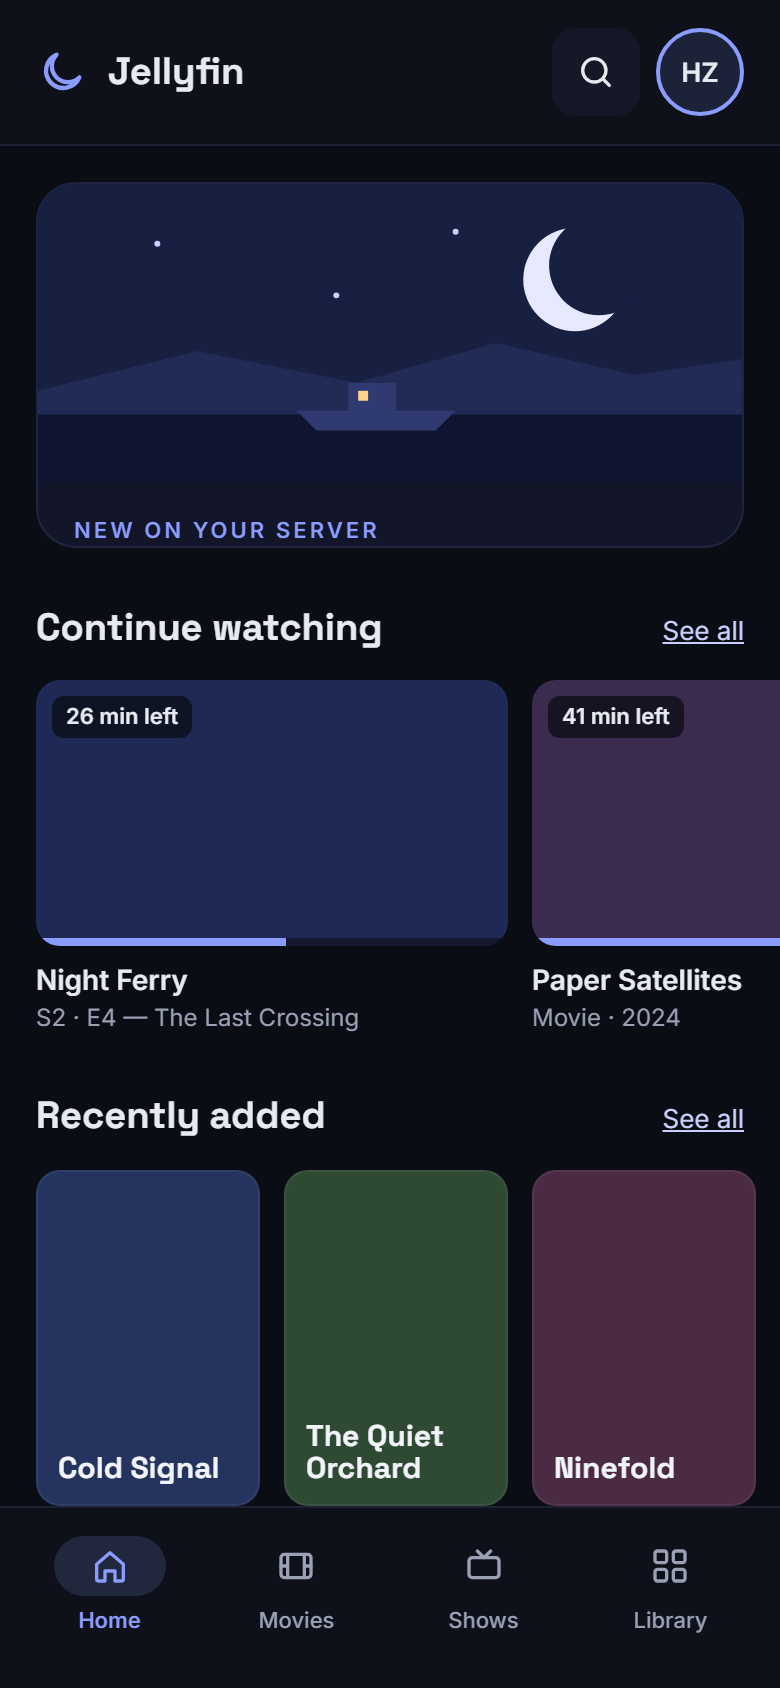 Jellyfin
HZ
NEW ON YOUR SERVER
Continue watching
See all
26 min left
41 min left
Night Ferry
Paper Satellites
S2 · E4 — The Last Crossing
Movie · 2024
Recently added
See all
Cold Signal
The Quiet
Orchard
Ninefold
Home
Movies
Shows
Library